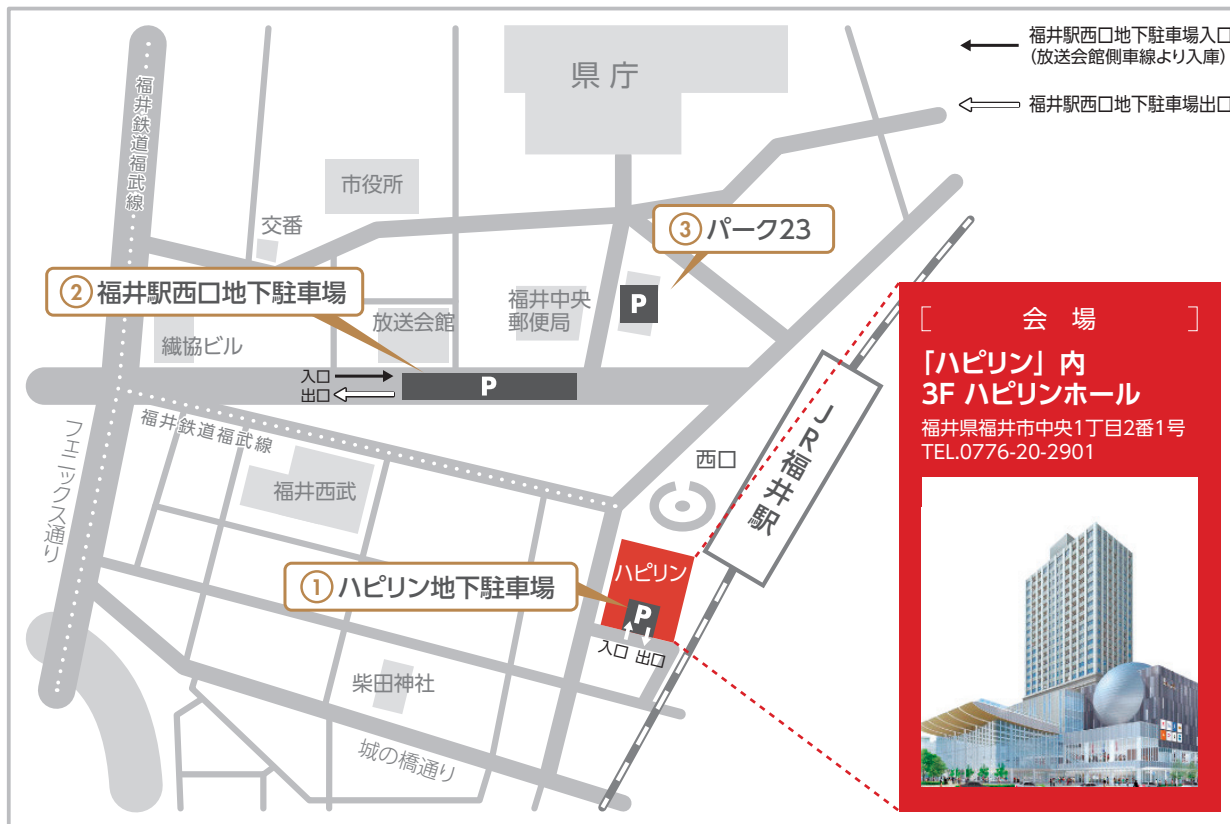 福井駅西口地下駐車場入口
(放送会館側車線より入庫)
福井駅西口地下駐車場出口
県庁
福井鉄道福武線
市役所
交番
③ パーク23
② 福井駅西口地下駐車場
福井中央
郵便局
P
放送会館
繊協ビル
入口
出口
P
福井鉄道福武線
フェニックス通り
福井西武
西口
JR福井駅
ハピリン
① ハピリン地下駐車場
P
入口 出口
柴田神社
城の橋通り
[ 会 場 ]
「ハピリン」内
3F ハピリンホール
福井県福井市中央1丁目2番1号
TEL.0776-20-2901